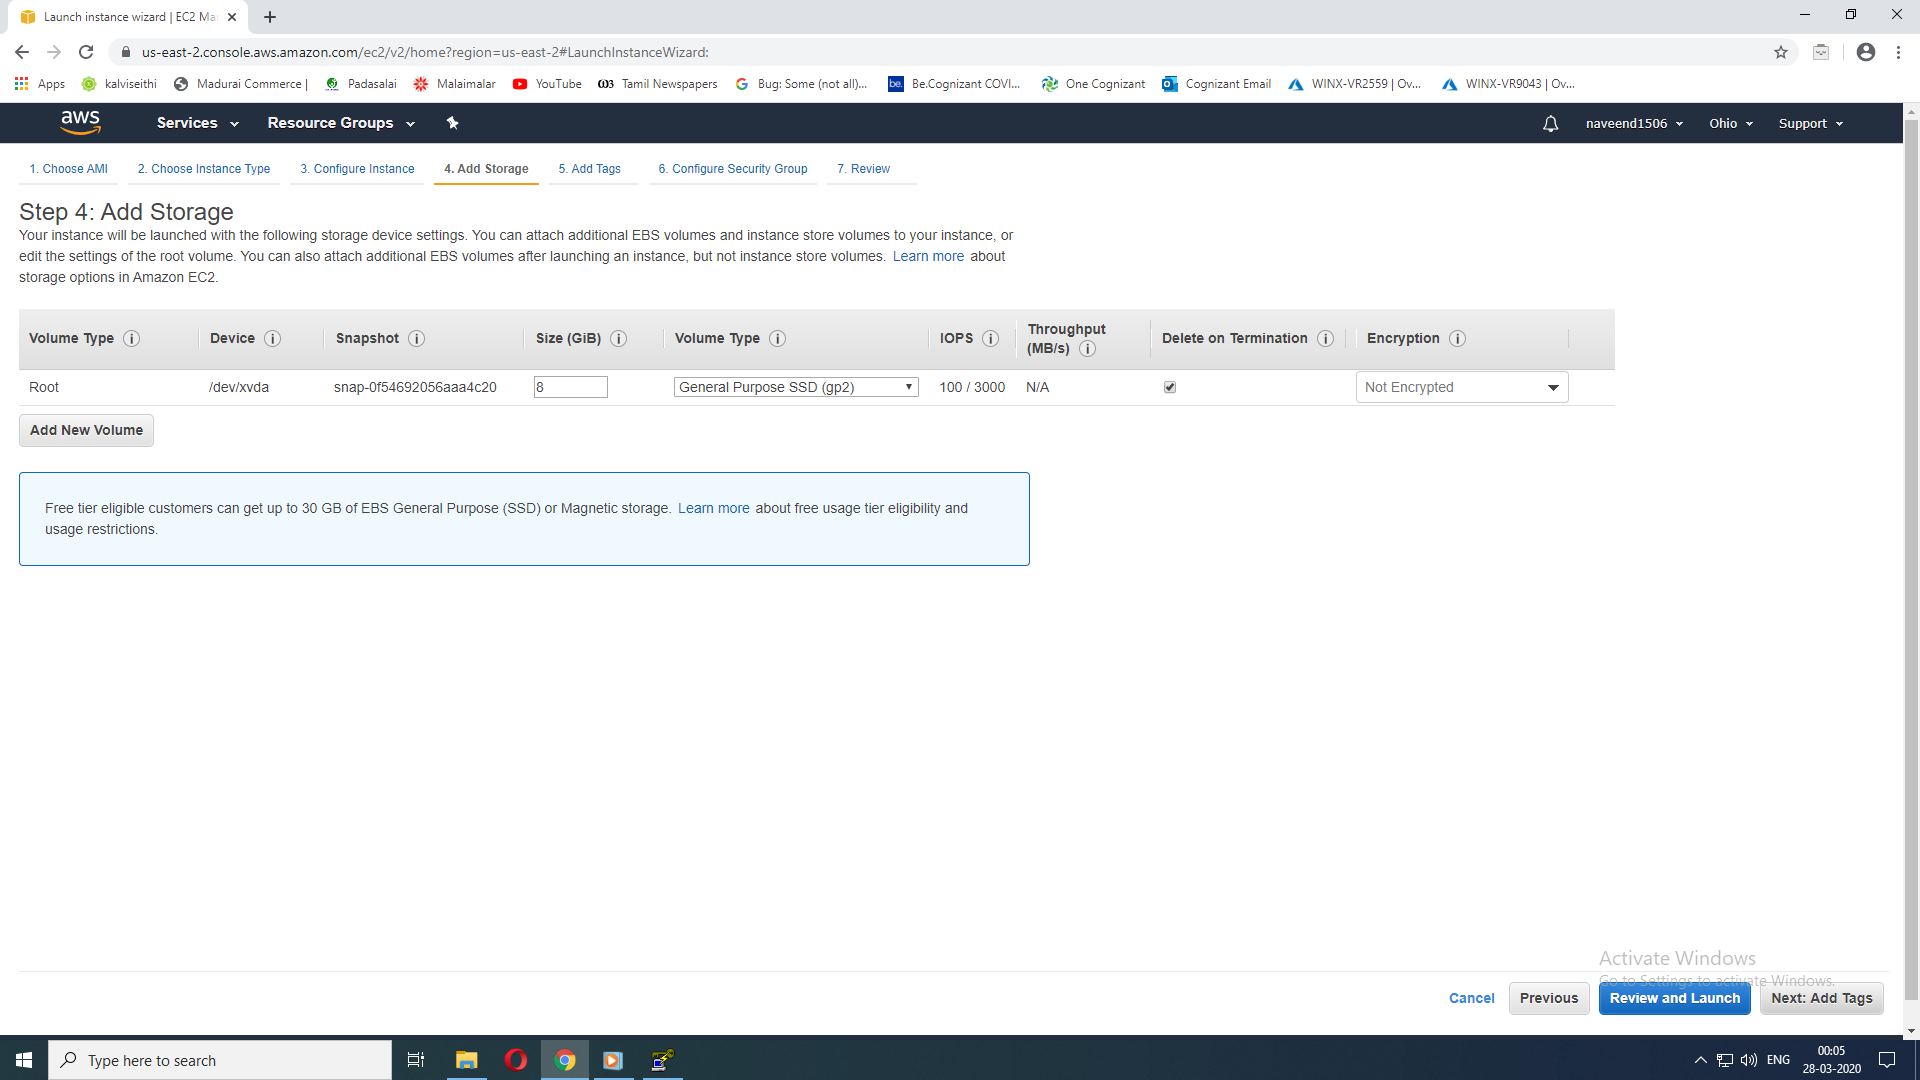 Launch instance wizard | EC2 Ma
us-east-2.console.aws.amazon.com/ec2/v2/home?region=us-east-2#LaunchInstanceWizard:
Apps kalviseithi Madurai Commerce | Padasalai Malaimalar YouTube Tamil Newspapers Bug: Some (not all)... be. Be.Cognizant COVI... One Cognizant Cognizant Email WINX-VR2559 | Ov... WINX-VR9043 | Ov...
aws Services Resource Groups naveend1506 Ohio Support
1. Choose AMI 2. Choose Instance Type 3. Configure Instance 4. Add Storage 5. Add Tags 6. Configure Security Group 7. Review
Step 4: Add Storage
Your instance will be launched with the following storage device settings. You can attach additional EBS volumes and instance store volumes to your instance, or
edit the settings of the root volume. You can also attach additional EBS volumes after launching an instance, but not instance store volumes. Learn more about
storage options in Amazon EC2.
Volume Type i Device i Snapshot i Size (GiB) i Volume Type i IOPS i Throughput (MB/s) i Delete on Termination i Encryption i
Root /dev/xvda snap-0f54692056aaa4c20 8 General Purpose SSD (gp2) 100 / 3000 N/A Not Encrypted
Add New Volume
Free tier eligible customers can get up to 30 GB of EBS General Purpose (SSD) or Magnetic storage. Learn more about free usage tier eligibility and
usage restrictions.
Activate Windows
Go to Settings to activate Windows.
Cancel Previous Review and Launch Next: Add Tags
Type here to search
ENG
00:05
28-03-2020